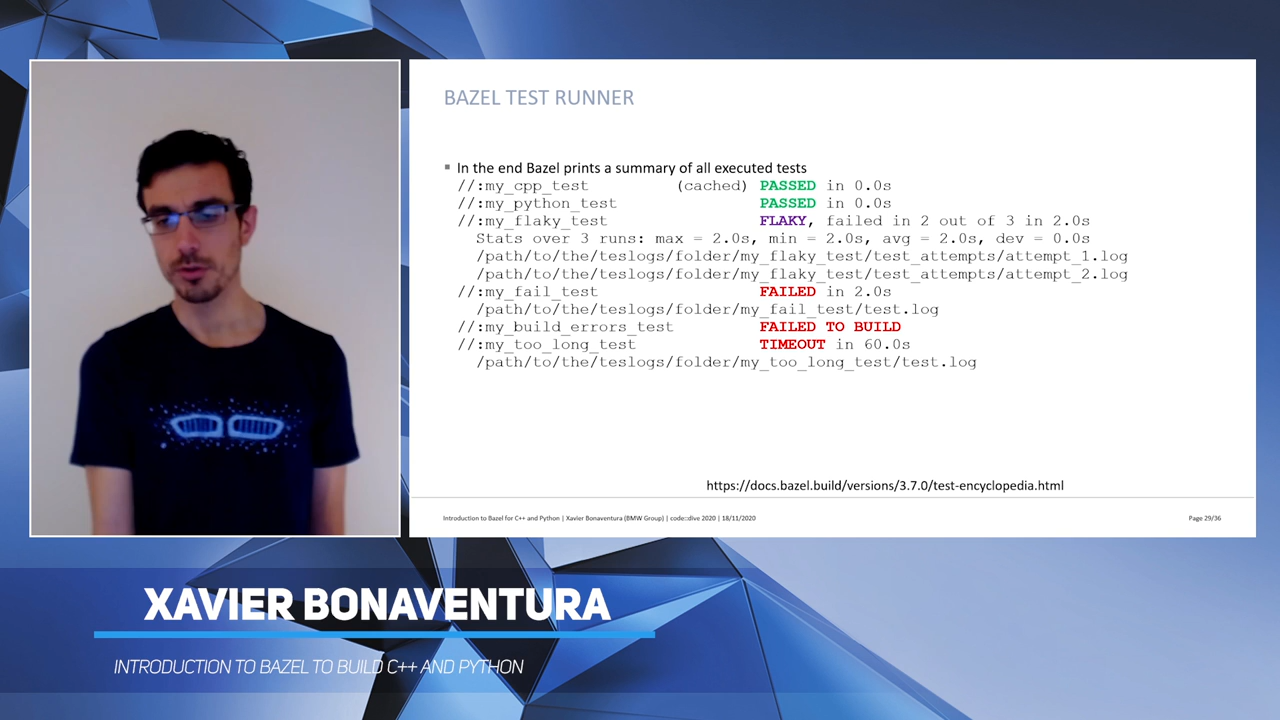 BAZEL TEST RUNNER
▪ In the end Bazel prints a summary of all executed tests
//:my_cpp_test (cached) PASSED in 0.0s
//:my_python_test PASSED in 0.0s
//:my_flaky_test FLAKY, failed in 2 out of 3 in 2.0s
Stats over 3 runs: max = 2.0s, min = 2.0s, avg = 2.0s, dev = 0.0s
/path/to/the/teslogs/folder/my_flaky_test/test_attempts/attempt_1.log
/path/to/the/teslogs/folder/my_flaky_test/test_attempts/attempt_2.log
//:my_fail_test FAILED in 2.0s
/path/to/the/teslogs/folder/my_fail_test/test.log
//:my_build_errors_test FAILED TO BUILD
//:my_too_long_test TIMEOUT in 60.0s
/path/to/the/teslogs/folder/my_too_long_test/test.log
https://docs.bazel.build/versions/3.7.0/test-encyclopedia.html
Introduction to Bazel for C++ and Python | Xavier Bonaventura (BMW Group) | code::dive 2020 | 18/11/2020
Page 29/36
XAVIER BONAVENTURA
INTRODUCTION TO BAZEL TO BUILD C++ AND PYTHON